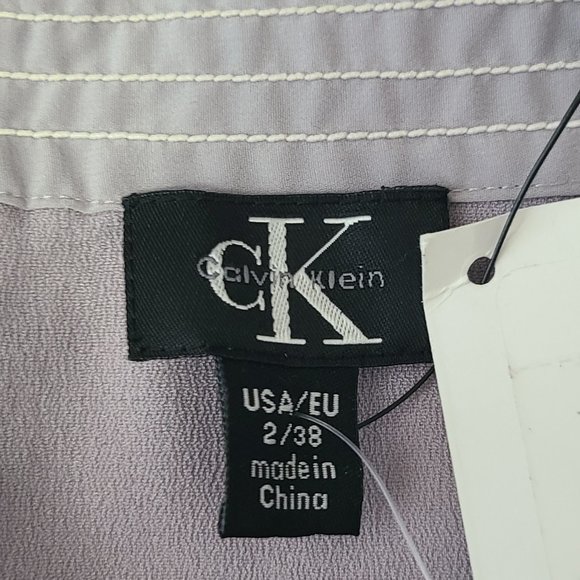 CK
Calvin Klein
USA/EU
2/38
made in
China